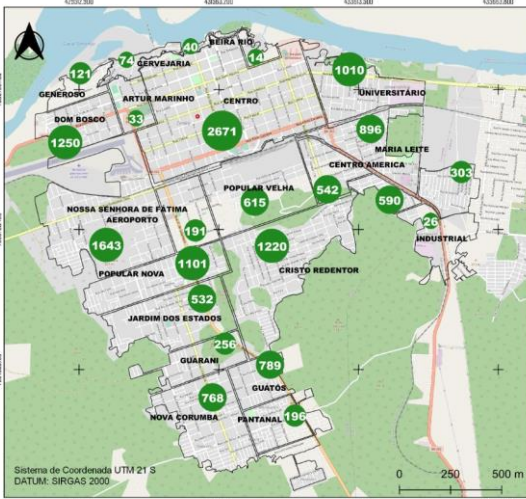 BEIRA RIO
40
14
74
CERVEJARIA
121
1010
GENEROSO
ARTUR MARINHO
CENTRO
UNIVERSITÁRIO
DOM BOSCO
33
1250
2671
896
MARIA LEITE
CENTRO AMERICA
303
POPULAR VELHA
542
615
590
NOSSA SENHORA DE FÁTIMA
AEROPORTO
191
26
INDUSTRIAL
1643
1220
1101
POPULAR NOVA
CRISTO REDENTOR
532
JARDIM DOS ESTADOS
256
GUARANI
789
GUATÓS
768
NOVA CORUMBA
PANTANAL
196
Sistema de Coordenada UTM 21 S
DATUM: SIRGAS 2000
0 250 500 m